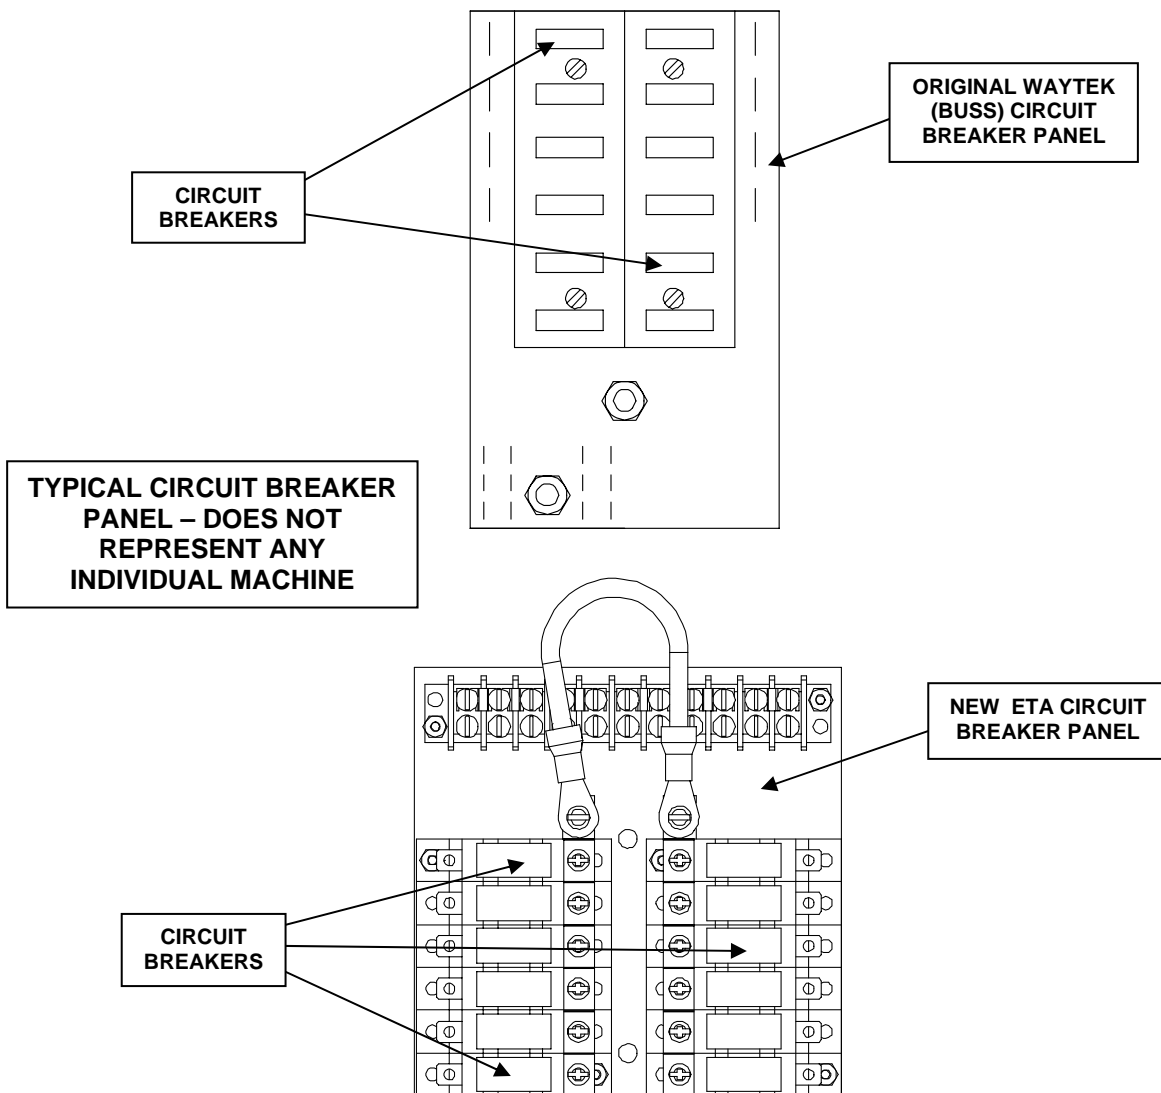 ORIGINAL WAYTEK
(BUSS) CIRCUIT
BREAKER PANEL
CIRCUIT
BREAKERS
TYPICAL CIRCUIT BREAKER
PANEL – DOES NOT
REPRESENT ANY
INDIVIDUAL MACHINE
NEW ETA CIRCUIT
BREAKER PANEL
CIRCUIT
BREAKERS